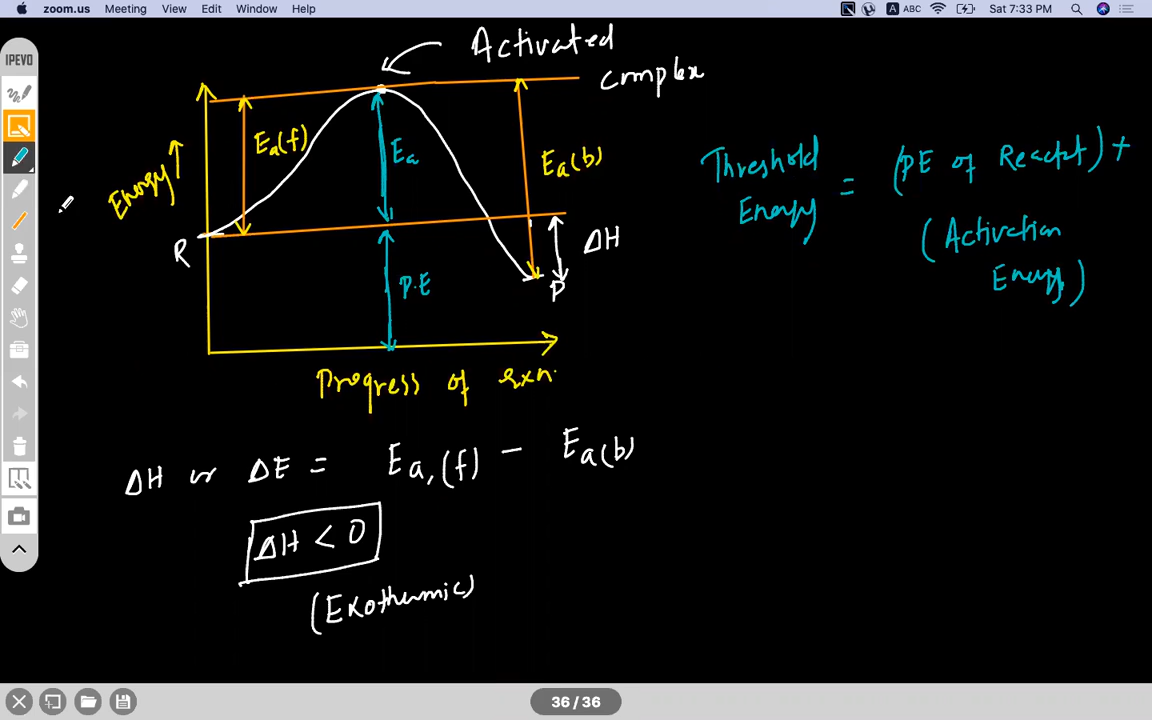 zoom.us Meeting View Edit Window Help
A ABC Sat 7:33 PM
IPEVO
Activated
complex
Ea(f)
Ea
Ea(b)
Energy ↑
R
ΔH
P.E
P
Progress of rxn.
Threshold
Energy
= (PE of Reactat) +
(Activation
Energy)
ΔH or ΔE = Ea,(f) - Ea(b)
ΔH < 0
(Exothermic)
36 / 36